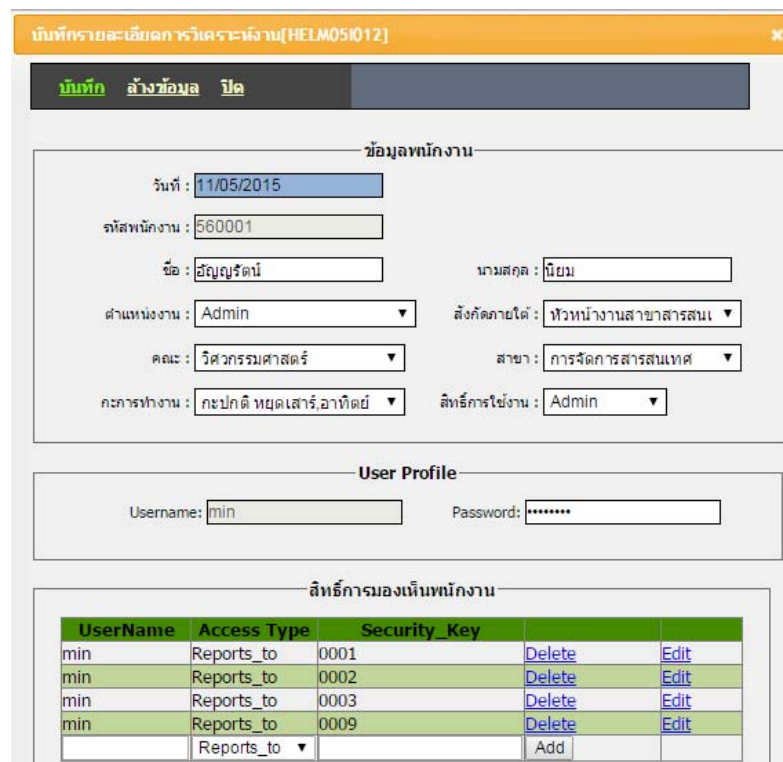 บันทึกรายละเอียดการวิเคราะห์งาน[HELM05I012] ×
บันทึก ล้างข้อมูล ปิด
ข้อมูลพนักงาน
วันที่ : 11/05/2015
รหัสพนักงาน : 560001
ชื่อ : อัญญรัตน์ นามสกุล : นิยม
ตำแหน่งงาน : Admin ▼ สังกัดภายใต้ : หัวหน้างานสาขาสารสนเ ▼
คณะ : วิศวกรรมศาสตร์ ▼ สาขา : การจัดการสารสนเทศ ▼
กะการทำงาน : กะปกติ หยุดเสาร์,อาทิตย์ ▼ สิทธิ์การใช้งาน : Admin ▼
User Profile
Username: min Password: ••••••••
สิทธิ์การมองเห็นพนักงาน
UserName Access Type Security_Key
min Reports_to 0001 Delete Edit
min Reports_to 0002 Delete Edit
min Reports_to 0003 Delete Edit
min Reports_to 0009 Delete Edit
Reports_to ▼ Add